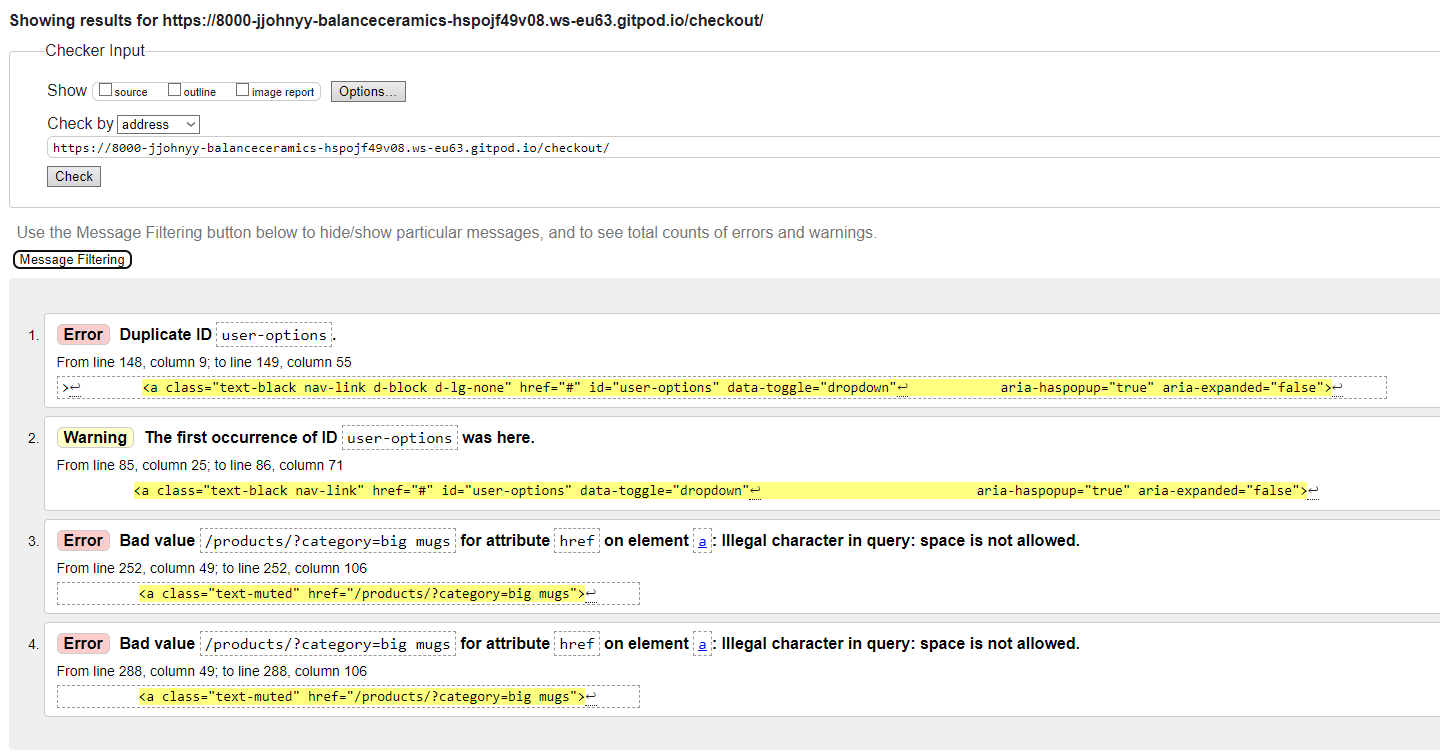 Showing results for https://8000-jjohnyy-balanceceramics-hspojf49v08.ws-eu63.gitpod.io/checkout/
Checker Input
Show source outline image report Options...
Check by address
https://8000-jjohnyy-balanceceramics-hspojf49v08.ws-eu63.gitpod.io/checkout/
Check
Use the Message Filtering button below to hide/show particular messages, and to see total counts of errors and warnings.
Message Filtering
1. Error Duplicate ID user-options.
From line 148, column 9; to line 149, column 55
>↩ <a class="text-black nav-link d-block d-lg-none" href="#" id="user-options" data-toggle="dropdown"↩ aria-haspopup="true" aria-expanded="false">↩
2. Warning The first occurrence of ID user-options was here.
From line 85, column 25; to line 86, column 71
<a class="text-black nav-link" href="#" id="user-options" data-toggle="dropdown"↩ aria-haspopup="true" aria-expanded="false">↩
3. Error Bad value /products/?category=big mugs for attribute href on element a: Illegal character in query: space is not allowed.
From line 252, column 49; to line 252, column 106
<a class="text-muted" href="/products/?category=big mugs">↩
4. Error Bad value /products/?category=big mugs for attribute href on element a: Illegal character in query: space is not allowed.
From line 288, column 49; to line 288, column 106
<a class="text-muted" href="/products/?category=big mugs">↩